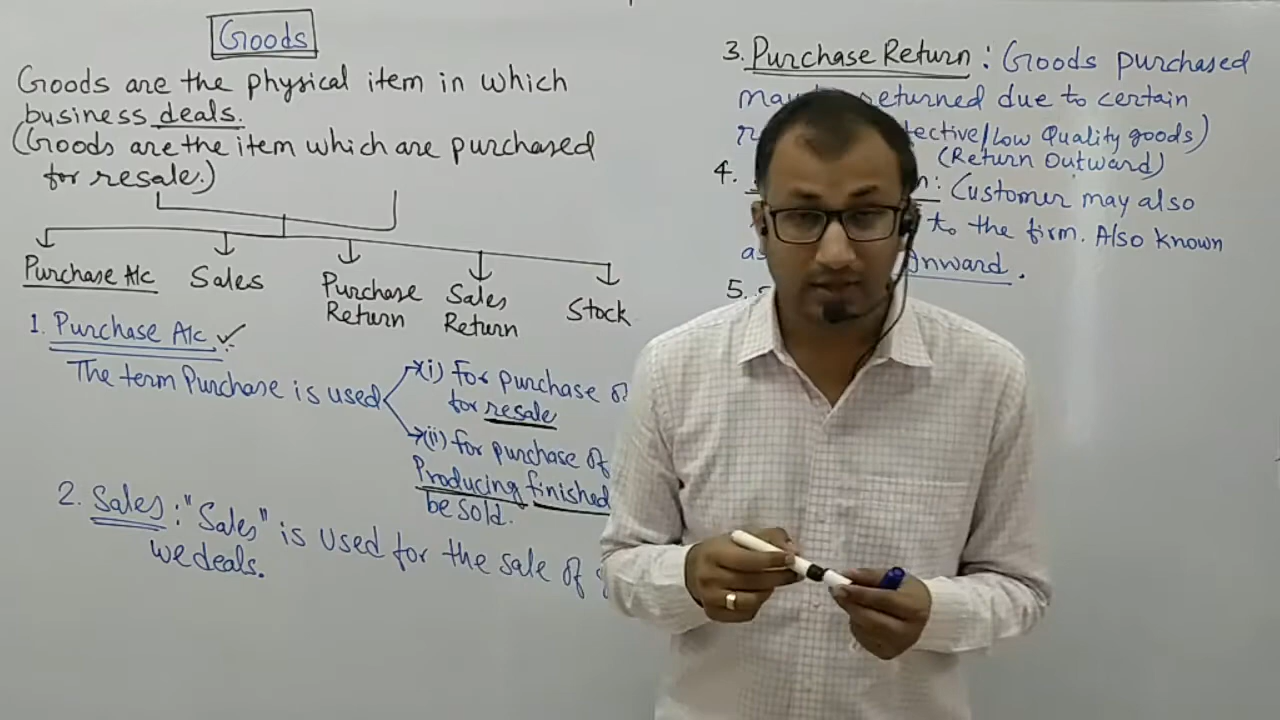 Goods
Goods are the physical item in which
business deals.
(Goods are the item which are purchased
for resale.)
Purchase A/c
Sales
Purchase
Return
Sales
Return
Stock
1. Purchase A/c ✓
The term Purchase is used
(i) for purchase
for resale
(ii) for purchase of
Producing finished
be sold.
2. Sales : "Sales" is used for the sale of
we deals.
3. Purchase Return : Goods purchased
returned due to certain
/Low Quality goods)
(Return Outward)
4. : Customer may also
to the firm. Also known
.
5.